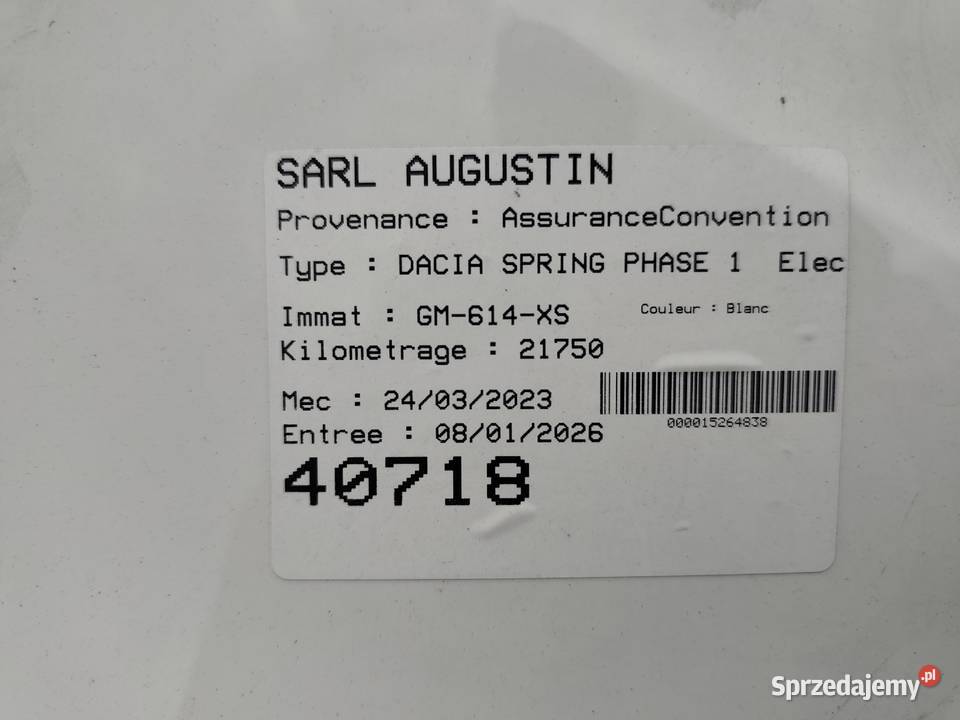 SARL AUGUSTIN
Provenance : AssuranceConvention
Type : DACIA SPRING PHASE 1 Elec
Immat : GM-614-XS
Couleur : Blanc
Kilometrage : 21750
Mec : 24/03/2023
000015264838
Entree : 08/01/2026
40718
Sprzedajemy.pl